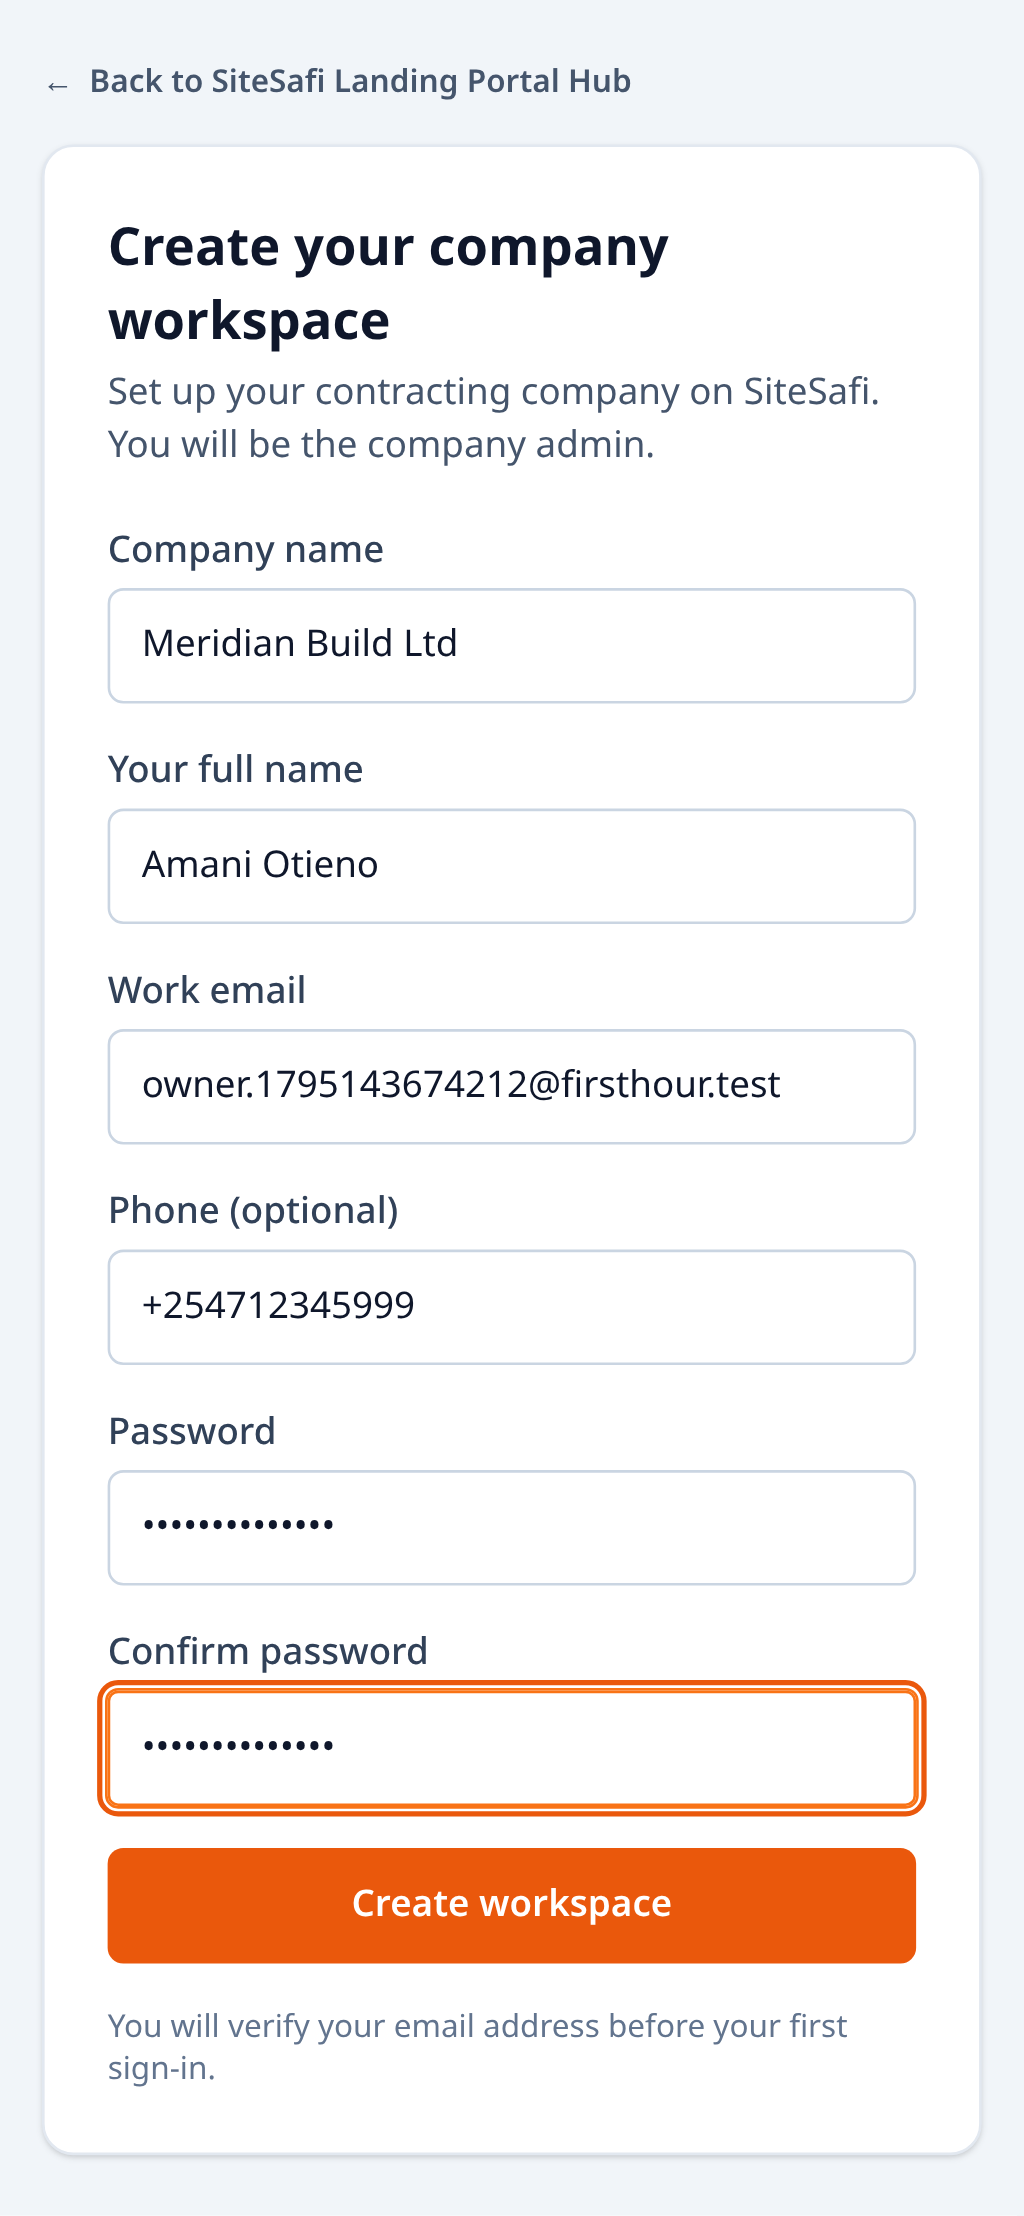 ← Back to SiteSafi Landing Portal Hub
Create your company
workspace
Set up your contracting company on SiteSafi.
You will be the company admin.
Company name
Meridian Build Ltd
Your full name
Amani Otieno
Work email
owner.1795143674212@firsthour.test
Phone (optional)
+254712345999
Password
••••••••••••••
Confirm password
••••••••••••••
Create workspace
You will verify your email address before your first
sign-in.